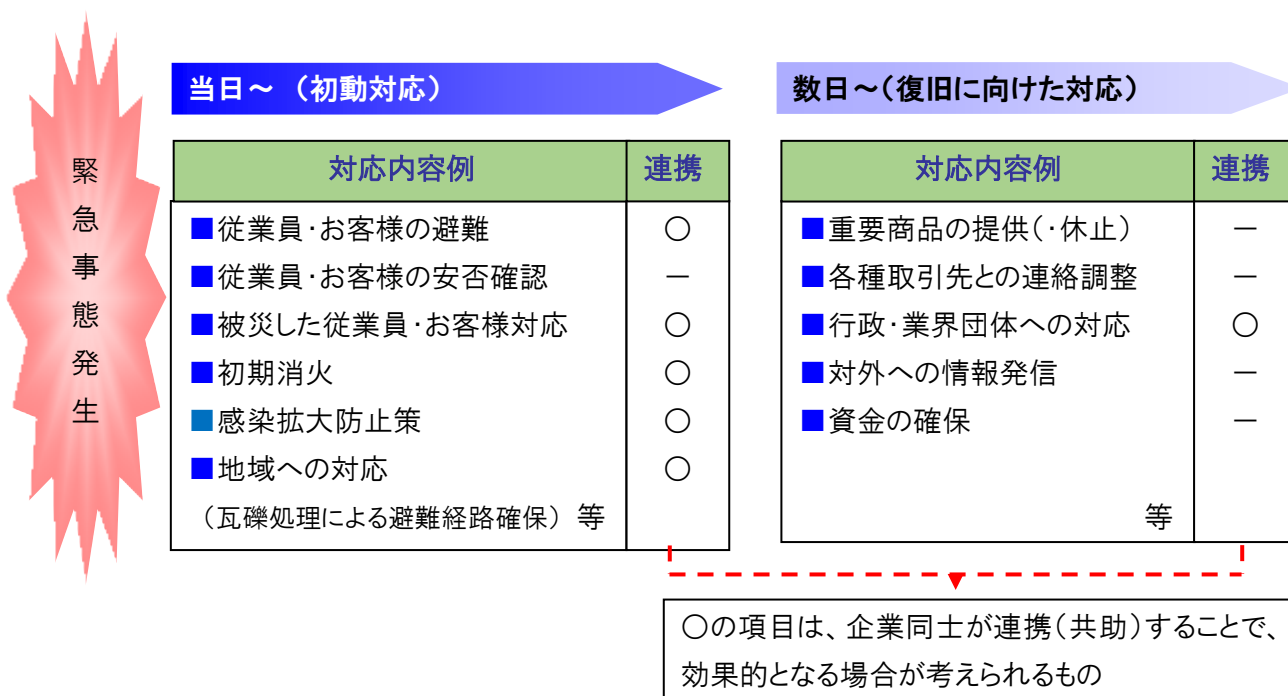 緊急事態発生
当日～（初動対応）
対応内容例 連携
■従業員・お客様の避難 ○
■従業員・お客様の安否確認 －
■被災した従業員・お客様対応 ○
■初期消火 ○
■感染拡大防止策 ○
■地域への対応 ○
（瓦礫処理による避難経路確保）等
数日～（復旧に向けた対応）
対応内容例 連携
■重要商品の提供（・休止） －
■各種取引先との連絡調整 －
■行政・業界団体への対応 ○
■対外への情報発信 －
■資金の確保 －
等
○の項目は、企業同士が連携（共助）することで、
効果的となる場合が考えられるもの